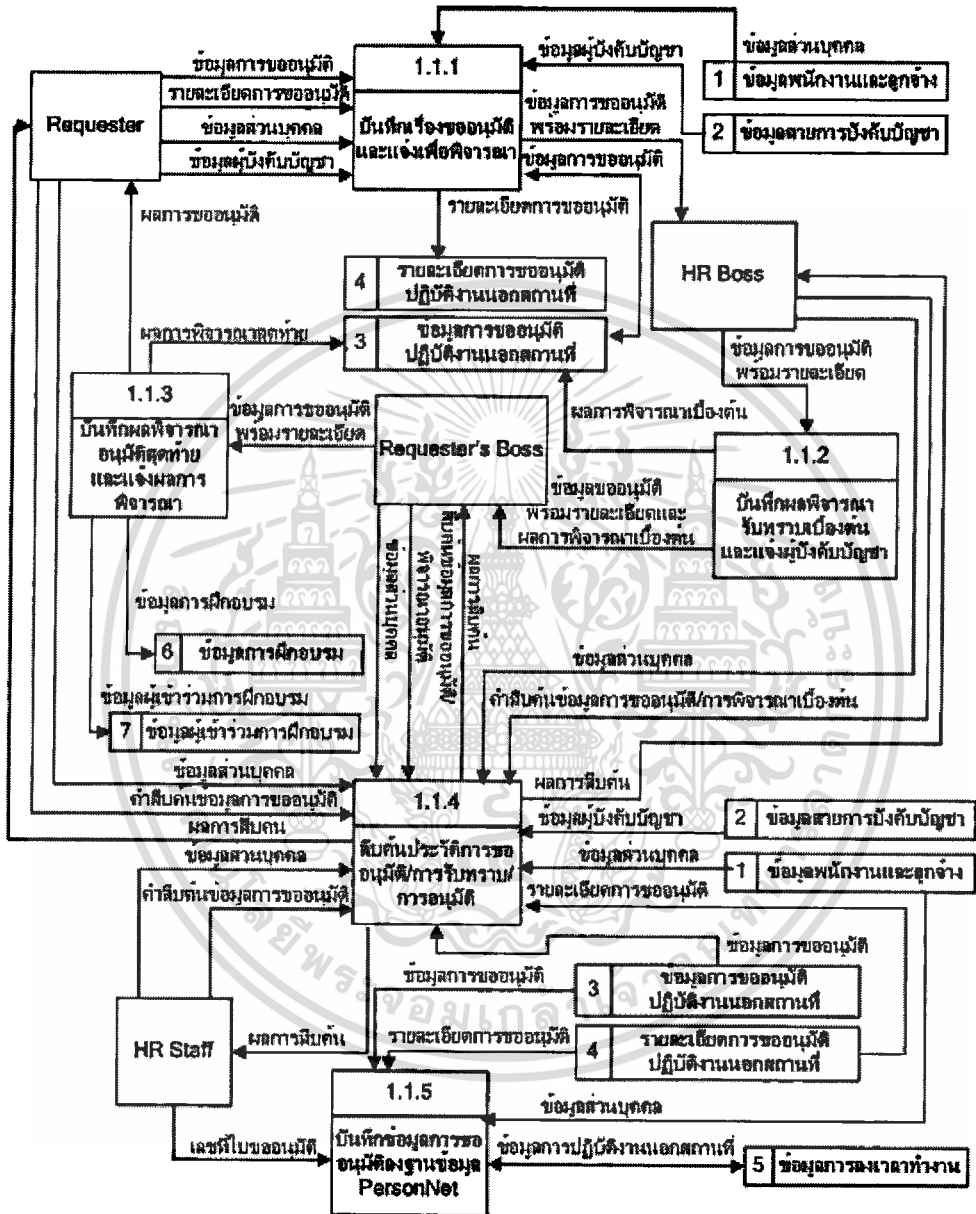 ข้อมูลการขออนุมัติ
รายละเอียดการขออนุมัติ
ข้อมูลส่วนบุคคล
ข้อมูลผู้บังคับบัญชา
Requester
1.1.1
บันทึกเรื่องขออนุมัติ
และแจ้งเพื่อพิจารณา
ข้อมูลผู้บังคับบัญชา
ข้อมูลการขออนุมัติ
พร้อมรายละเอียด
ข้อมูลการขออนุมัติ
ข้อมูลส่วนบุคคล
1 ข้อมูลพนักงานและลูกจ้าง
2 ข้อมูลสายการบังคับบัญชา
ผลการขออนุมัติ
รายละเอียดการขออนุมัติ
HR Boss
4 รายละเอียดการขออนุมัติ
ปฏิบัติงานนอกสถานที่
ผลการพิจารณาสุดท้าย
3 ข้อมูลการขออนุมัติ
ปฏิบัติงานนอกสถานที่
ข้อมูลการขออนุมัติ
พร้อมรายละเอียด
1.1.3
บันทึกผลพิจารณา
อนุมัติสุดท้าย
และแจ้งผลการ
พิจารณา
ข้อมูลการขออนุมัติ
พร้อมรายละเอียด
Requester's Boss
ผลการพิจารณาเบื้องต้น
1.1.2
บันทึกผลพิจารณา
รับทราบเบื้องต้น
และแจ้งผู้บังคับบัญชา
ข้อมูลขออนุมัติ
พร้อมรายละเอียดและ
ผลการพิจารณาเบื้องต้น
ข้อมูลส่วนบุคคล
พิจารณาอนุมัติ
สืบค้นข้อมูลการขออนุมัติ/
ผลการสืบค้น
ข้อมูลการฝึกอบรม
6 ข้อมูลการฝึกอบรม
ข้อมูลผู้เข้าร่วมการฝึกอบรม
7 ข้อมูลผู้เข้าร่วมการฝึกอบรม
ข้อมูลส่วนบุคคล
คำสืบค้นข้อมูลการขออนุมัติ/การพิจารณาเบื้องต้น
ข้อมูลส่วนบุคคล
คำสืบค้นข้อมูลการขออนุมัติ
ผลการสืบค้น
ข้อมูลส่วนบุคคล
คำสืบค้นข้อมูลการขออนุมัติ
1.1.4
สืบค้นประวัติการขอ
อนุมัติ/การรับทราบ/
การอนุมัติ
ผลการสืบค้น
ข้อมูลผู้บังคับบัญชา
2 ข้อมูลสายการบังคับบัญชา
ข้อมูลส่วนบุคคล
1 ข้อมูลพนักงานและลูกจ้าง
รายละเอียดการขออนุมัติ
ข้อมูลการขออนุมัติ
ข้อมูลการขออนุมัติ
3 ข้อมูลการขออนุมัติ
ปฏิบัติงานนอกสถานที่
รายละเอียดการขออนุมัติ
4 รายละเอียดการขออนุมัติ
ปฏิบัติงานนอกสถานที่
HR Staff
ผลการสืบค้น
1.1.5
บันทึกข้อมูลการขอ
อนุมัติลงฐานข้อมูล
PersonNet
ข้อมูลส่วนบุคคล
เลขที่ใบขออนุมัติ
ข้อมูลการปฏิบัติงานนอกสถานที่
5 ข้อมูลการลงเวลาทำงาน